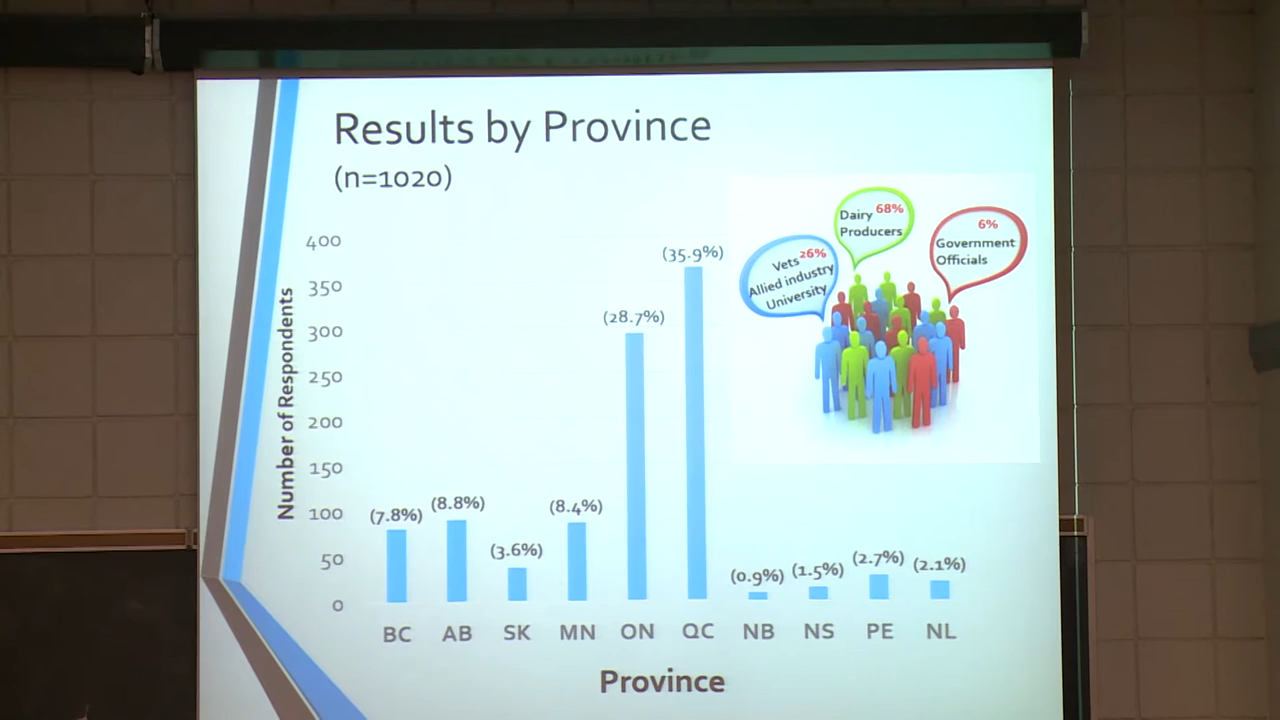 Results by Province
(n=1020)
Vets 26%
Allied industry
University
Dairy 68%
Producers
6%
Government
Officials
Number of Respondents
400
350
300
250
200
150
100
50
0
(7.8%)
(8.8%)
(3.6%)
(8.4%)
(28.7%)
(35.9%)
(0.9%)
(1.5%)
(2.7%)
(2.1%)
BC AB SK MN ON QC NB NS PE NL
Province